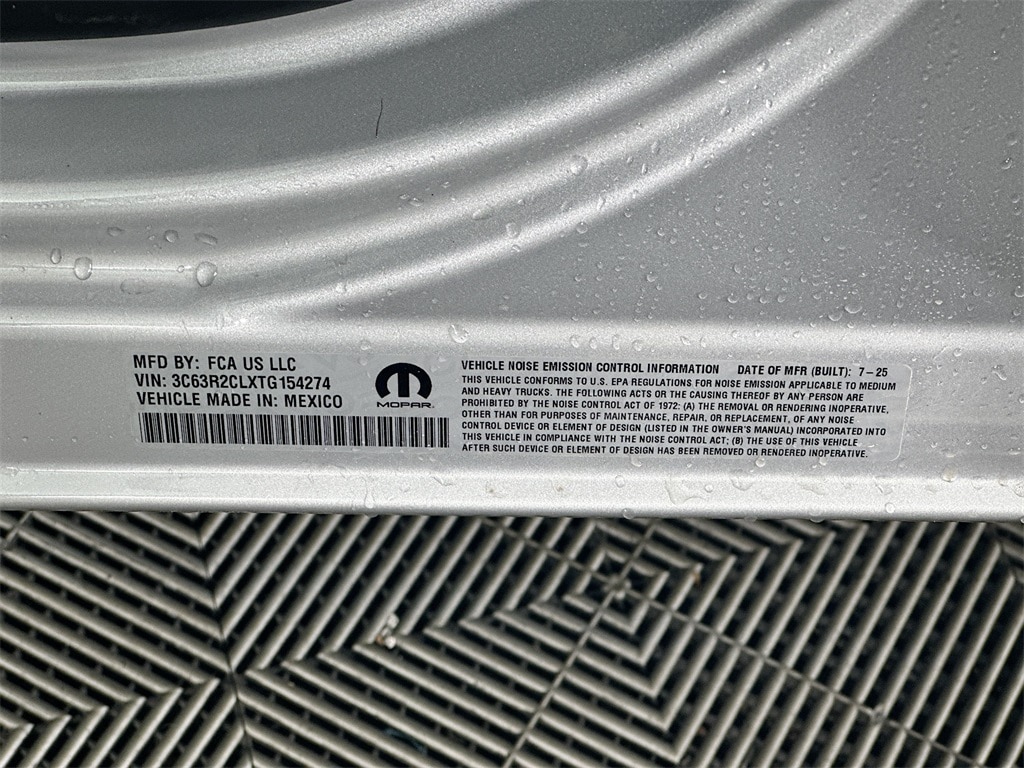 MFD BY: FCA US LLC
VIN: 3C63R2CLXTG154274
VEHICLE MADE IN: MEXICO
MOPAR
VEHICLE NOISE EMISSION CONTROL INFORMATION DATE OF MFR (BUILT): 7-25
THIS VEHICLE CONFORMS TO U.S. EPA REGULATIONS FOR NOISE EMISSION APPLICABLE TO MEDIUM
AND HEAVY TRUCKS. THE FOLLOWING ACTS OR THE CAUSING THEREOF BY ANY PERSON ARE
PROHIBITED BY THE NOISE CONTROL ACT OF 1972: (A) THE REMOVAL OR RENDERING INOPERATIVE,
OTHER THAN FOR PURPOSES OF MAINTENANCE, REPAIR, OR REPLACEMENT, OF ANY NOISE
CONTROL DEVICE OR ELEMENT OF DESIGN (LISTED IN THE OWNER'S MANUAL) INCORPORATED INTO
THIS VEHICLE IN COMPLIANCE WITH THE NOISE CONTROL ACT; (B) THE USE OF THIS VEHICLE
AFTER SUCH DEVICE OR ELEMENT OF DESIGN HAS BEEN REMOVED OR RENDERED INOPERATIVE.